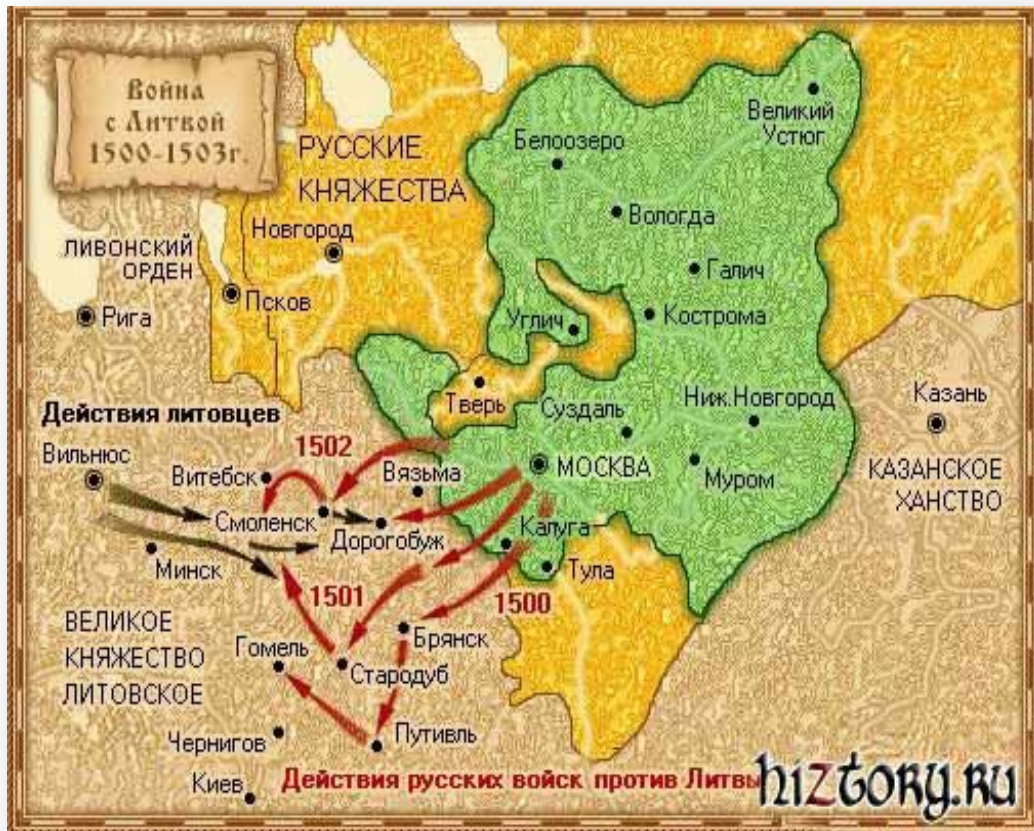 Война
с Литвой
1500-1503г.
РУССКИЕ
КНЯЖЕСТВА
Белоозеро
Великий
Устюг
Вологда
Новгород
ЛИВОНСКИЙ
ОРДЕН
Галич
Псков
Рига
Углич
Кострома
Тверь
Суздаль
Ниж.Новгород
Казань
Действия литовцев
1502
Вильнюс
Витебск
Вязьма
МОСКВА
Муром
КАЗАНСКОЕ
ХАНСТВО
Смоленск
Дорогобуж
Калуга
Минск
Тула
1501
1500
ВЕЛИКОЕ
КНЯЖЕСТВО
ЛИТОВСКОЕ
Брянск
Гомель
Стародуб
Чернигов
Путивль
Киев
Действия русских войск против Литвы
hiztory.ru